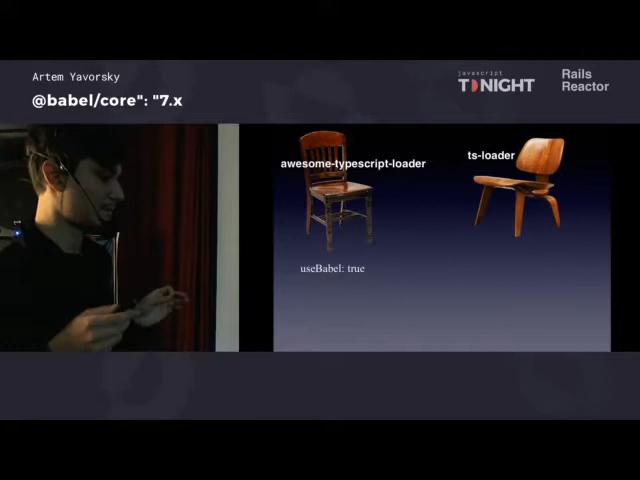 Artem Yavorsky
@babel/core": "7.x
javascript
TONIGHT
Rails
Reactor
awesome-typescript-loader
ts-loader
useBabel: true